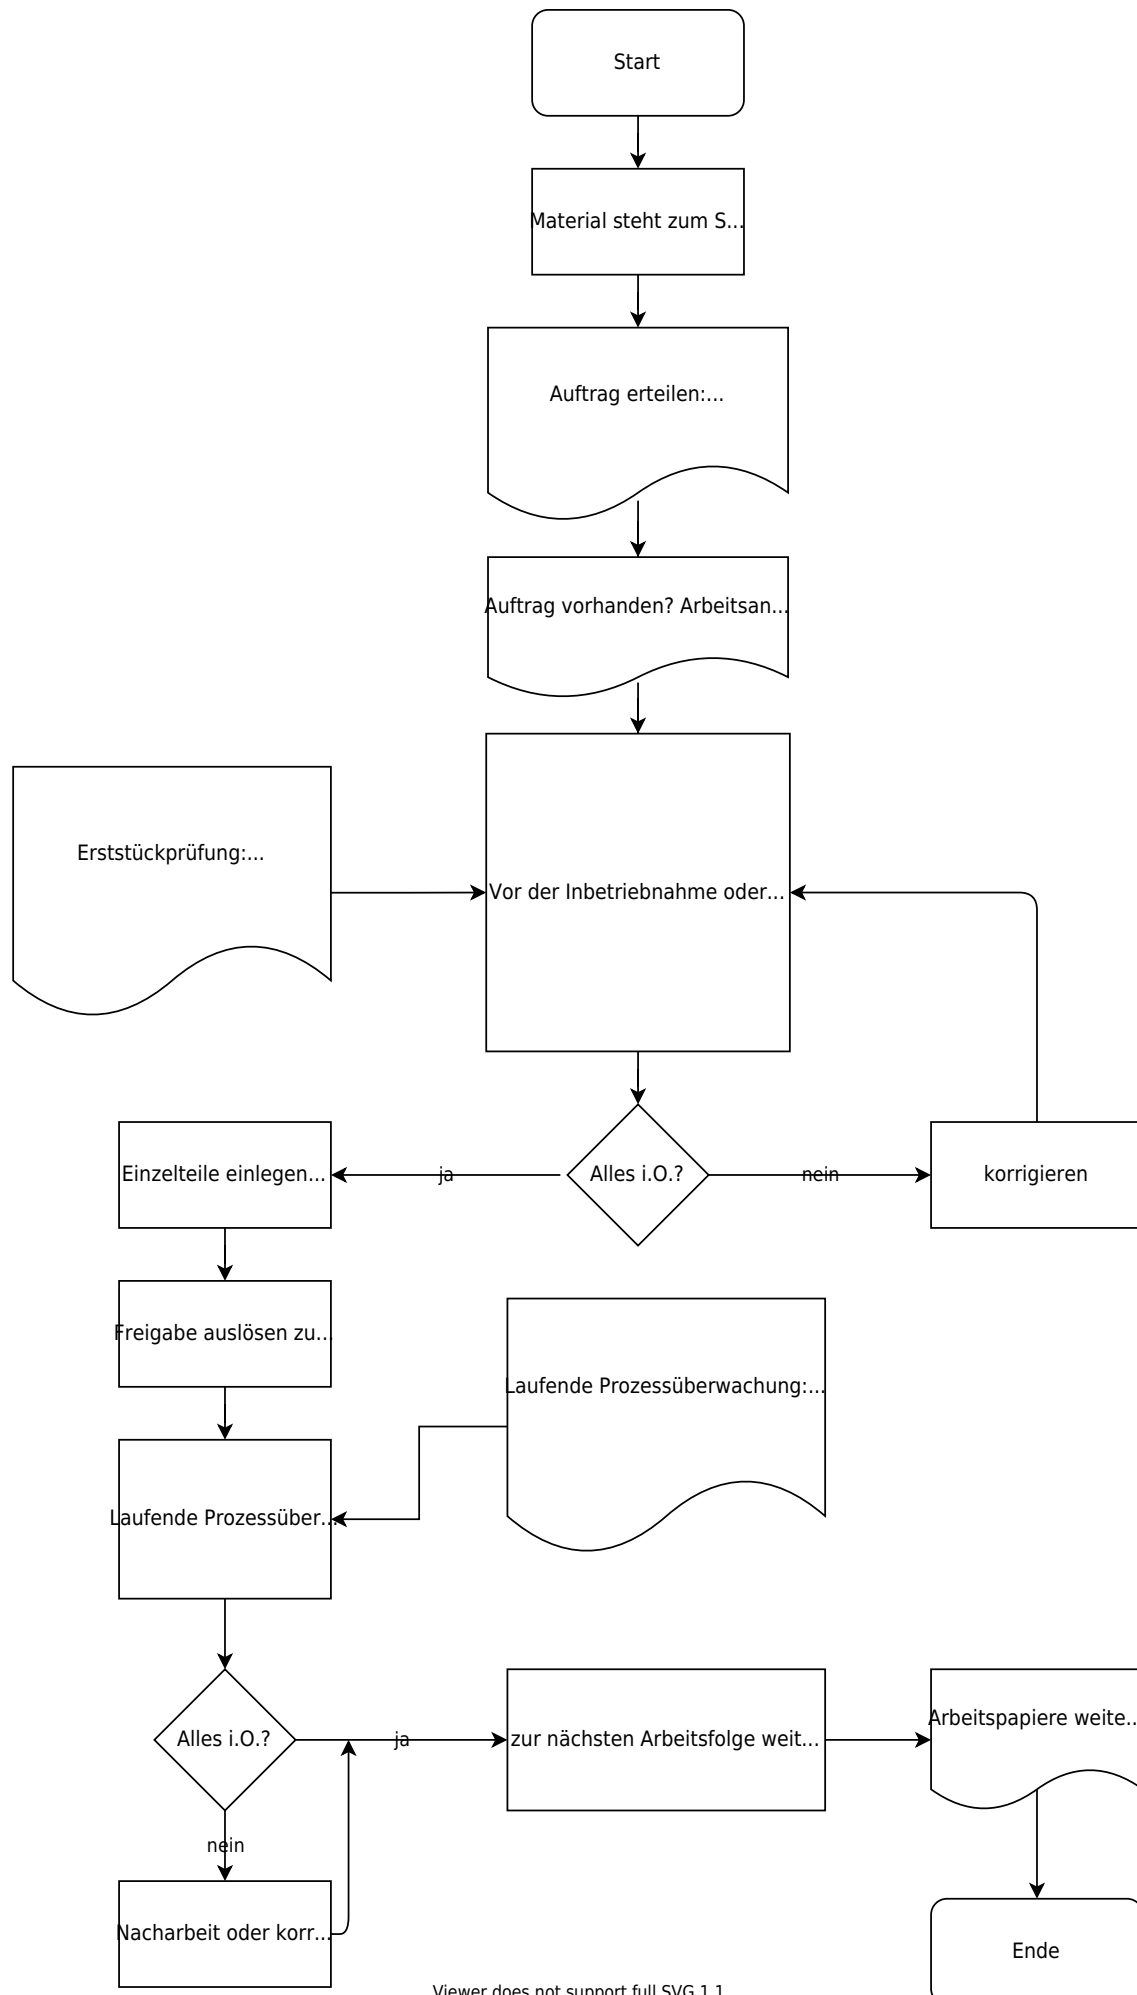 Start
Material steht zum S...
Auftrag erteilen:...
Auftrag vorhanden? Arbeitsan...
Erststückprüfung:...
Vor der Inbetriebnahme oder...
Einzelteile einlegen...
ja
Alles i.O.?
nein
korrigieren
Freigabe auslösen zu...
Laufende Prozessüberwachung:...
Laufende Prozessüber...
Alles i.O.?
ja
zur nächsten Arbeitsfolge weit...
Arbeitspapiere weite...
nein
Nacharbeit oder korr...
Ende
Viewer does not support full SVG 1.1